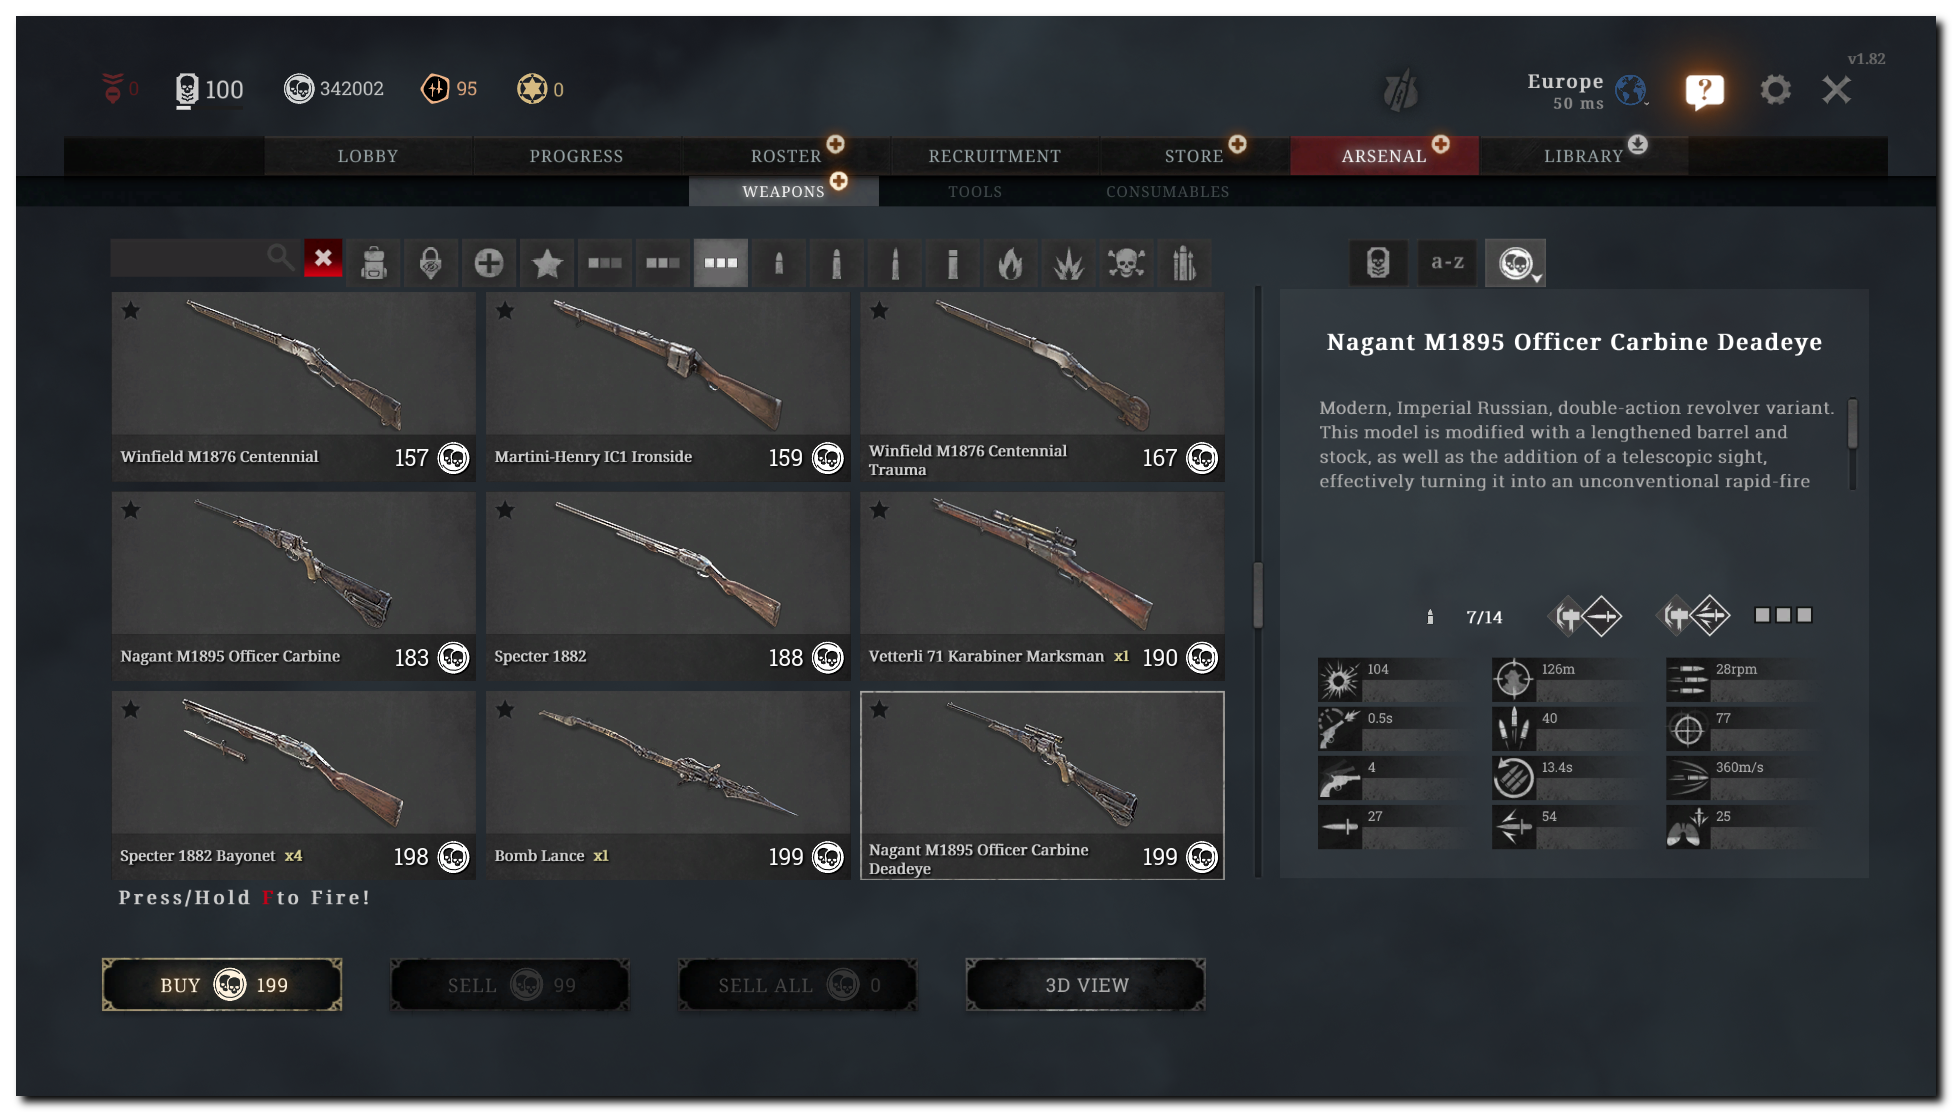 v1.82
0
100
342002
95
0
Europe
50 ms
?
LOBBY
PROGRESS
ROSTER
RECRUITMENT
STORE
ARSENAL
LIBRARY
WEAPONS
TOOLS
CONSUMABLES
a-z
Winfield M1876 Centennial 157
Martini-Henry IC1 Ironside 159
Winfield M1876 Centennial
Trauma 167
Nagant M1895 Officer Carbine 183
Specter 1882 188
Vetterli 71 Karabiner Marksman x1 190
Specter 1882 Bayonet x4 198
Bomb Lance x1 199
Nagant M1895 Officer Carbine
Deadeye 199
Press/Hold F to Fire!
BUY 199
SELL 99
SELL ALL 0
3D VIEW
Nagant M1895 Officer Carbine Deadeye
Modern, Imperial Russian, double-action revolver variant.
This model is modified with a lengthened barrel and
stock, as well as the addition of a telescopic sight,
effectively turning it into an unconventional rapid-fire
7/14
104 126m 28rpm
0.5s 40 77
4 13.4s 360m/s
27 54 25